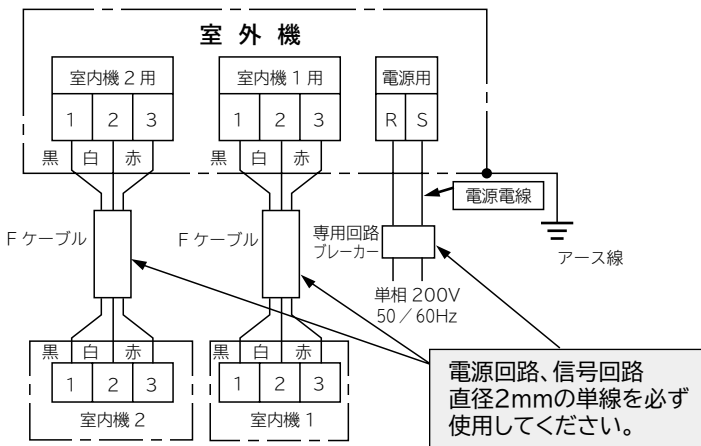 室外機
室内機2用 室内機1用 電源用
1 2 3 1 2 3 R S
黒 白 赤 黒 白 赤
電源電線
Fケーブル Fケーブル 専用回路
ブレーカー
アース線
単相 200V
50/60Hz
黒 白 赤 黒 白 赤
1 2 3 1 2 3
室内機2 室内機1
電源回路、信号回路
直径2mmの単線を必ず
使用してください。